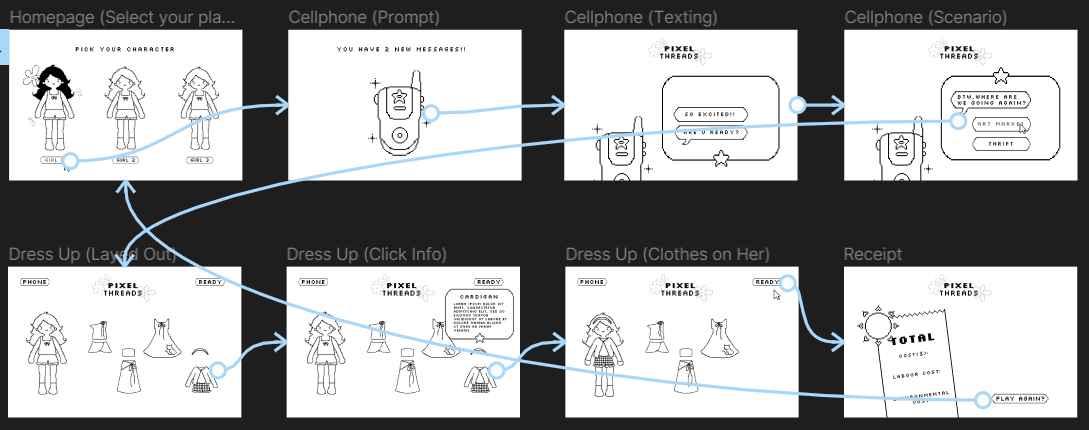 Homepage (Select your pla...
PICK YOUR CHARACTER
GIRL
GIRL 2
GIRL 3
Cellphone (Prompt)
YOU HAVE 2 NEW MESSAGES!!
Cellphone (Texting)
PIXEL
THREADS
SO EXCITED!!
ARE U READY?
Cellphone (Scenario)
PIXEL
THREADS
BTW, WHERE ARE
WE GOING AGAIN?
ART MARKET
THRIFT
Dress Up (Layed Out)
PHONE
READY
PIXEL
THREADS
Dress Up (Click Info)
PHONE
READY
PIXEL
THREADS
CARDIGAN
LOREM IPSUM DOLOR SIT
AMET, CONSECTETUR
ADIPISCING ELIT, SED DO
EIUSMOD TEMPOR
INCIDIDUNT UT LABORE ET
DOLORE MAGNA ALIQUA.
UT ENIM AD MINIM
VENIAM,
Dress Up (Clothes on Her)
PHONE
READY
PIXEL
THREADS
Receipt
PIXEL
THREADS
TOTAL
COST($):
LABOUR COST:
ENVIRONMENTAL
COST:
PLAY AGAIN?